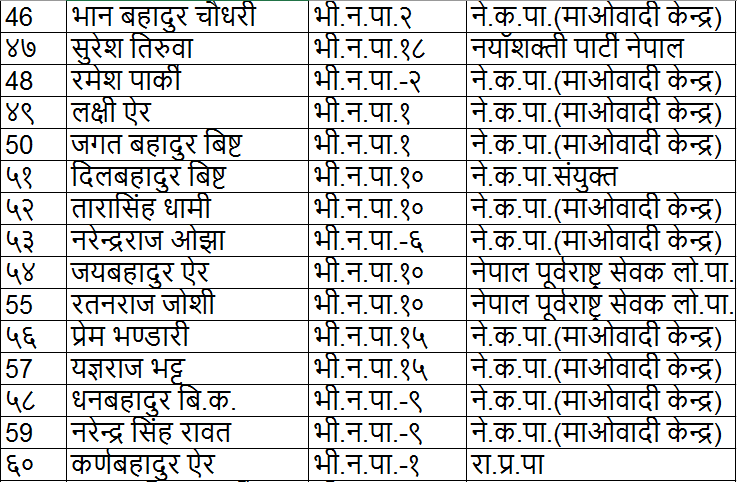 46 भान बहादुर चौधरी भी.न.पा.२ ने.क.पा.(माओवादी केन्द्र)
४७ सुरेश तिरुवा भी.न.पा.१८ नयाँशक्ती पार्टी नेपाल
48 रमेश पार्की भी.न.पा.-२ ने.क.पा.(माओवादी केन्द्र)
४९ लक्षी ऐर भी.न.पा.१ ने.क.पा.(माओवादी केन्द्र)
50 जगत बहादुर बिष्ट भी.न.पा.१ ने.क.पा.(माओवादी केन्द्र)
५१ दिलबहादुर बिष्ट भी.न.पा.१० ने.क.पा.संयुक्त
५२ तारासिंह धामी भी.न.पा.१० ने.क.पा.(माओवादी केन्द्र)
५३ नरेन्द्रराज ओझा भी.न.पा.-६ ने.क.पा.(माओवादी केन्द्र)
५४ जयबहादुर ऐर भी.न.पा.१० नेपाल पूर्वराष्ट्र सेवक लो.पा.
55 रतनराज जोशी भी.न.पा.१० नेपाल पूर्वराष्ट्र सेवक लो.पा.
५६ प्रेम भण्डारी भी.न.पा.१५ ने.क.पा.(माओवादी केन्द्र)
57 यज्ञराज भट्ट भी.न.पा.१५ ने.क.पा.(माओवादी केन्द्र)
५८ धनबहादुर बि.क. भी.न.पा.-९ ने.क.पा.(माओवादी केन्द्र)
59 नरेन्द्र सिंह रावत भी.न.पा.-९ ने.क.पा.(माओवादी केन्द्र)
६० कर्णबहादुर ऐर भी.न.पा.-१ रा.प्र.पा